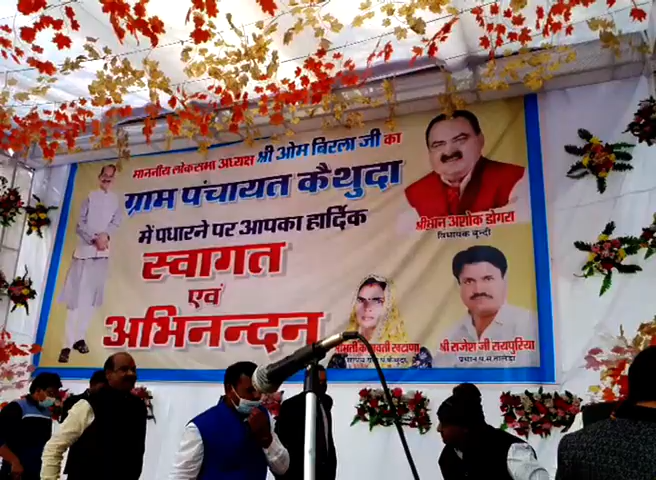 माननीय लोकसभा अध्यक्ष श्री ओम बिरला जी का
ग्राम पंचायत कैथुदा
में पधारने पर आपका हार्दिक
स्वागत
एवं
अभिनन्दन
श्रीमान अशोक डोगरा
विधायक बून्दी
श्री राजेश जी रायपुरिया
प्रधान प.स.तालेड़ा